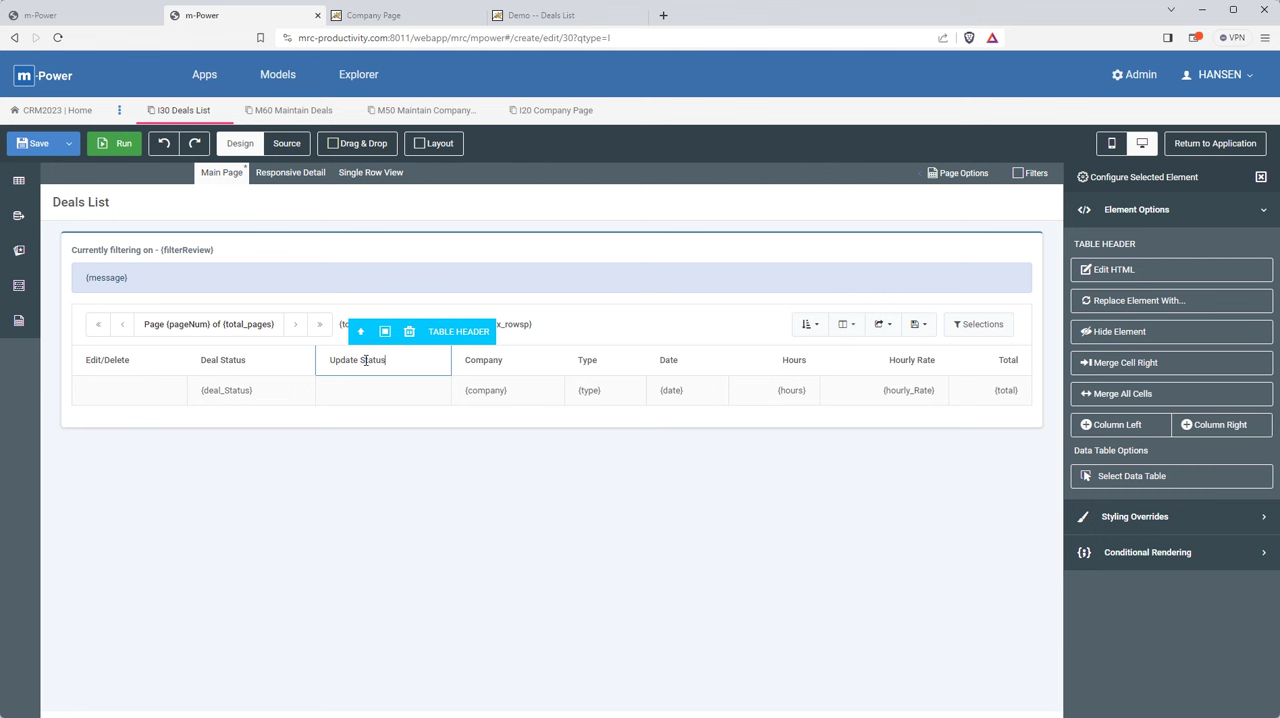 m-Power
m-Power
Company Page
Demo -- Deals List
mrc-productivity.com:8011/webapp/mrc/mpower#/create/edit/30?qtype=I
VPN
m -Power
Apps
Models
Explorer
Admin
HANSEN
CRM2023 | Home
I30 Deals List
M60 Maintain Deals
M50 Maintain Company...
I20 Company Page
Save
Run
Design
Source
Drag & Drop
Layout
Return to Application
Main Page *
Responsive Detail
Single Row View
Page Options
Filters
Configure Selected Element
Deals List
Element Options
Currently filtering on - {filterReview}
TABLE HEADER
{message}
Edit HTML
Replace Element With...
Page {pageNum} of {total_pages}
TABLE HEADER
x_rowsp}
Selections
Hide Element
Edit/Delete
Deal Status
Update Status
Company
Type
Date
Hours
Hourly Rate
Total
Merge Cell Right
{deal_Status}
{company}
{type}
{date}
{hours}
{hourly_Rate}
{total}
Merge All Cells
Column Left
Column Right
Data Table Options
Select Data Table
Styling Overrides
Conditional Rendering